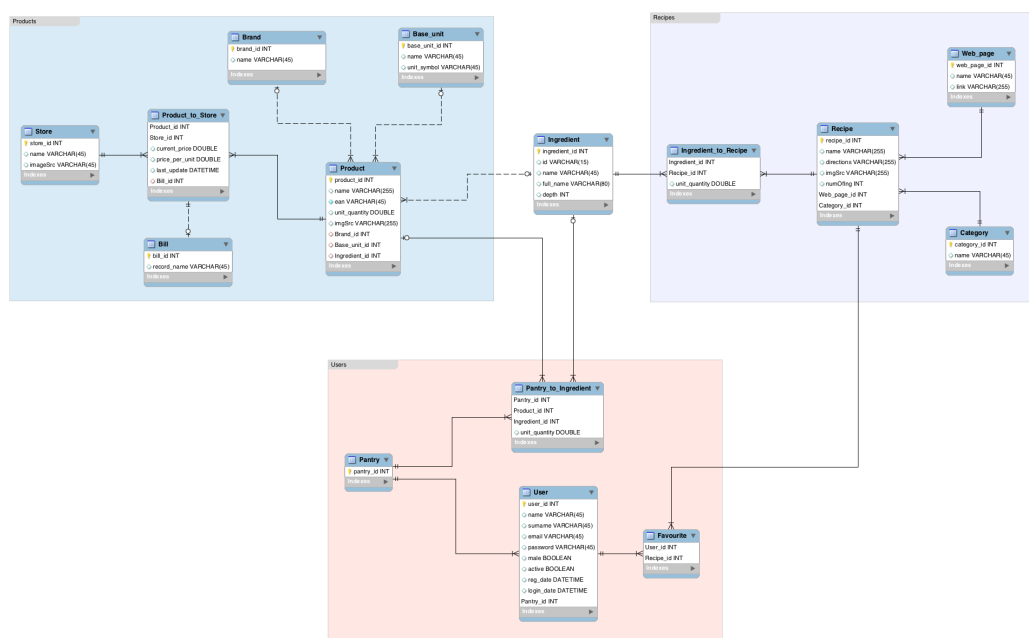 Products
Brand
brand_id INT
name VARCHAR(45)
Indexes
Base_unit
base_unit_id INT
name VARCHAR(45)
unit_symbol VARCHAR(45)
Indexes
Store
store_id INT
name VARCHAR(45)
imageSrc VARCHAR(45)
Indexes
Product_to_Store
Product_id INT
Store_id INT
current_price DOUBLE
price_per_unit DOUBLE
last_update DATETIME
Bill_id INT
Indexes
Product
product_id INT
name VARCHAR(255)
ean VARCHAR(45)
unit_quantity DOUBLE
imgSrc VARCHAR(255)
Brand_id INT
Base_unit_id INT
Ingredient_id INT
Indexes
Bill
bill_id INT
record_name VARCHAR(45)
Indexes
Ingredient
ingredient_id INT
id VARCHAR(15)
name VARCHAR(45)
full_name VARCHAR(80)
depth INT
Indexes
Recipes
Web_page
web_page_id INT
name VARCHAR(45)
link VARCHAR(255)
Indexes
Ingredient_to_Recipe
Ingredient_id INT
Recipe_id INT
unit_quantity DOUBLE
Indexes
Recipe
recipe_id INT
name VARCHAR(255)
directions VARCHAR(255)
imgSrc VARCHAR(255)
numOfIng INT
Web_page_id INT
Category_id INT
Indexes
Category
category_id INT
name VARCHAR(45)
Indexes
Users
Pantry_to_Ingredient
Pantry_id INT
Product_id INT
Ingredient_id INT
unit_quantity DOUBLE
Indexes
Pantry
pantry_id INT
Indexes
User
user_id INT
name VARCHAR(45)
surname VARCHAR(45)
email VARCHAR(45)
password VARCHAR(45)
male BOOLEAN
active BOOLEAN
reg_date DATETIME
login_date DATETIME
Pantry_id INT
Indexes
Favourite
User_id INT
Recipe_id INT
Indexes